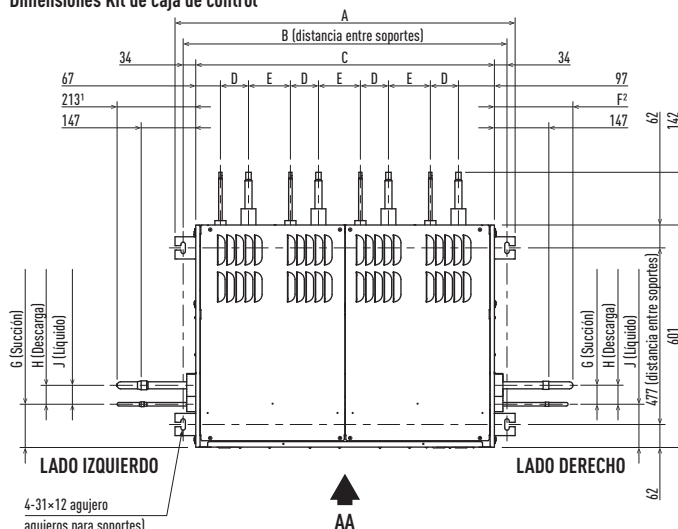 Dimensiones Kit de caja de control
A
B (distancia entre soportes)
34
C
34
67
D
E
D
E
D
E
D
97
213¹
F²
147
147
62
142
G (Succión)
H (Descarga)
J (Líquido)
G (Succión)
H (Descarga)
J (Líquido)
477 (distancia entre soportes)
601
LADO IZQUIERDO
LADO DERECHO
62
4-31×12 agujero
agujeros para soportes)
AA